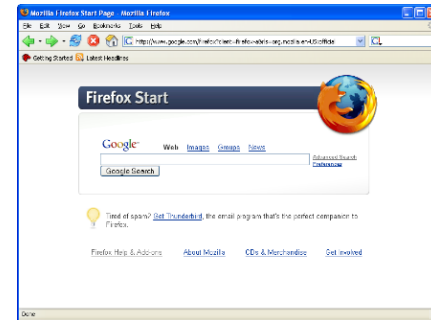 Mozilla Firefox Start Page - Mozilla Firefox
File Edit View Go Bookmarks Tools Help
Getting Started Latest Headlines
Firefox Start
Google
Web Images Groups News
Advanced Search
Preferences
Google Search
Tired of spam? Get Thunderbird, the email program that's the perfect companion to
Firefox.
Firefox Help & Add-ons About Mozilla CDs & Merchandise Get Involved
Done